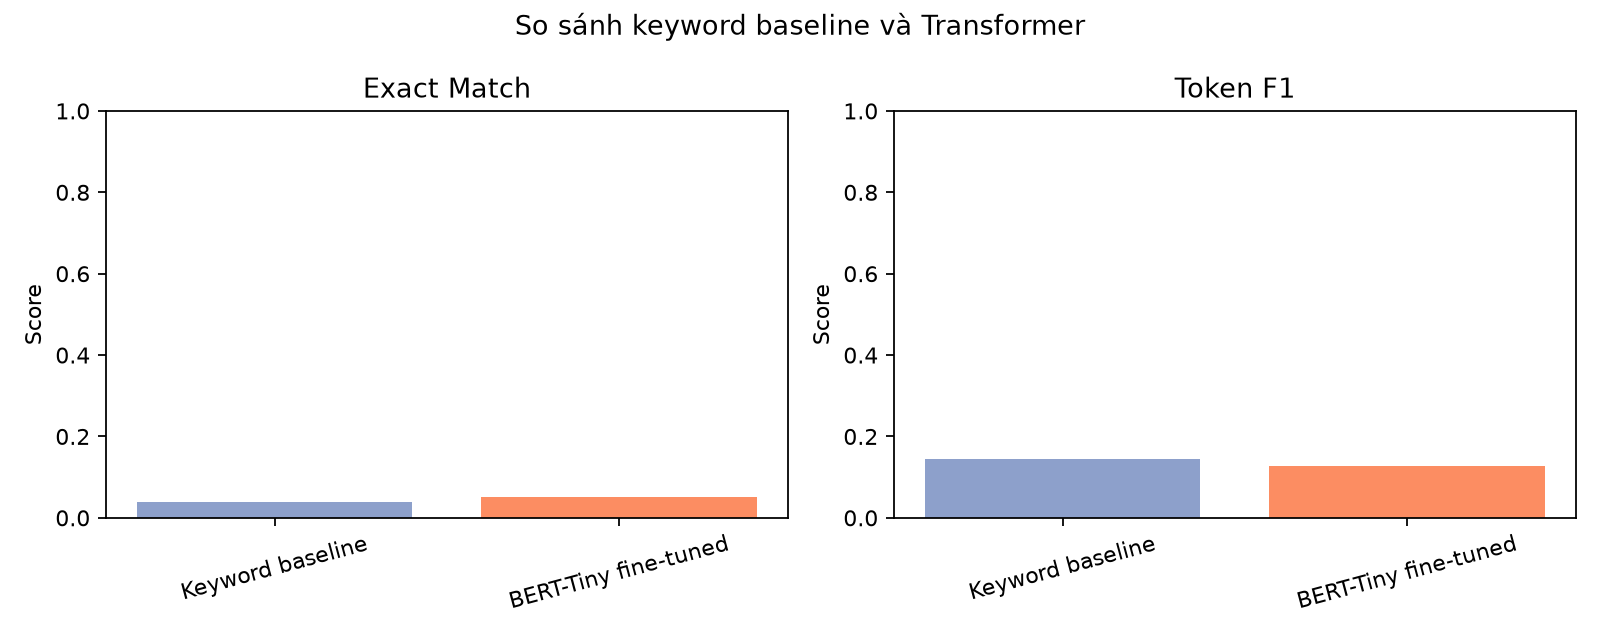 So sánh keyword baseline và Transformer
Exact Match
1.0
0.8
0.6
0.4
0.2
0.0
Score
Keyword baseline
BERT-Tiny fine-tuned
Token F1
1.0
0.8
0.6
0.4
0.2
0.0
Score
Keyword baseline
BERT-Tiny fine-tuned